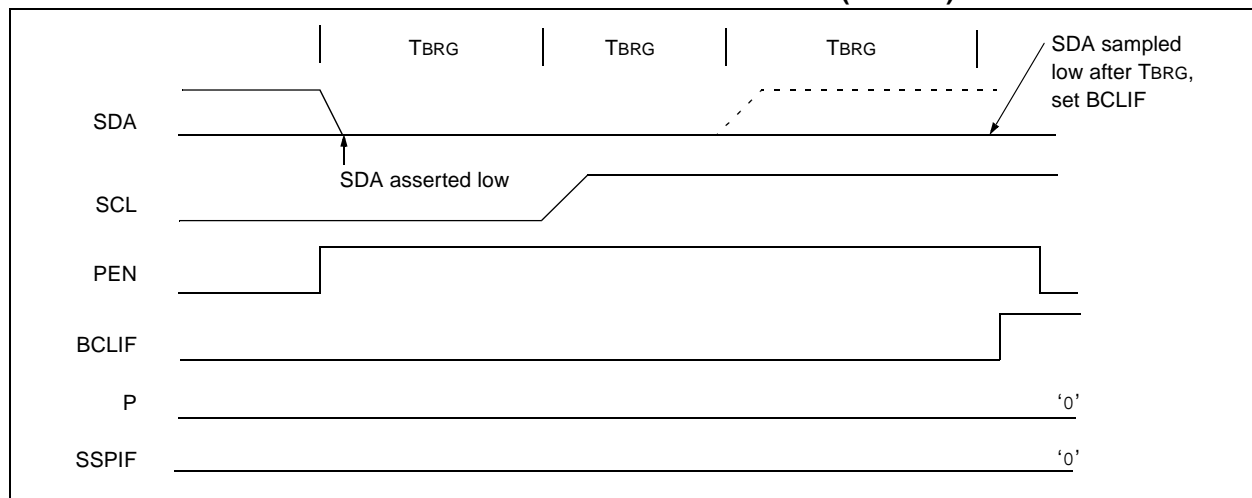 TBRG TBRG TBRG
SDA sampled
low after TBRG,
set BCLIF
SDA
SDA asserted low
SCL
PEN
BCLIF
P
'0'
SSPIF
'0'